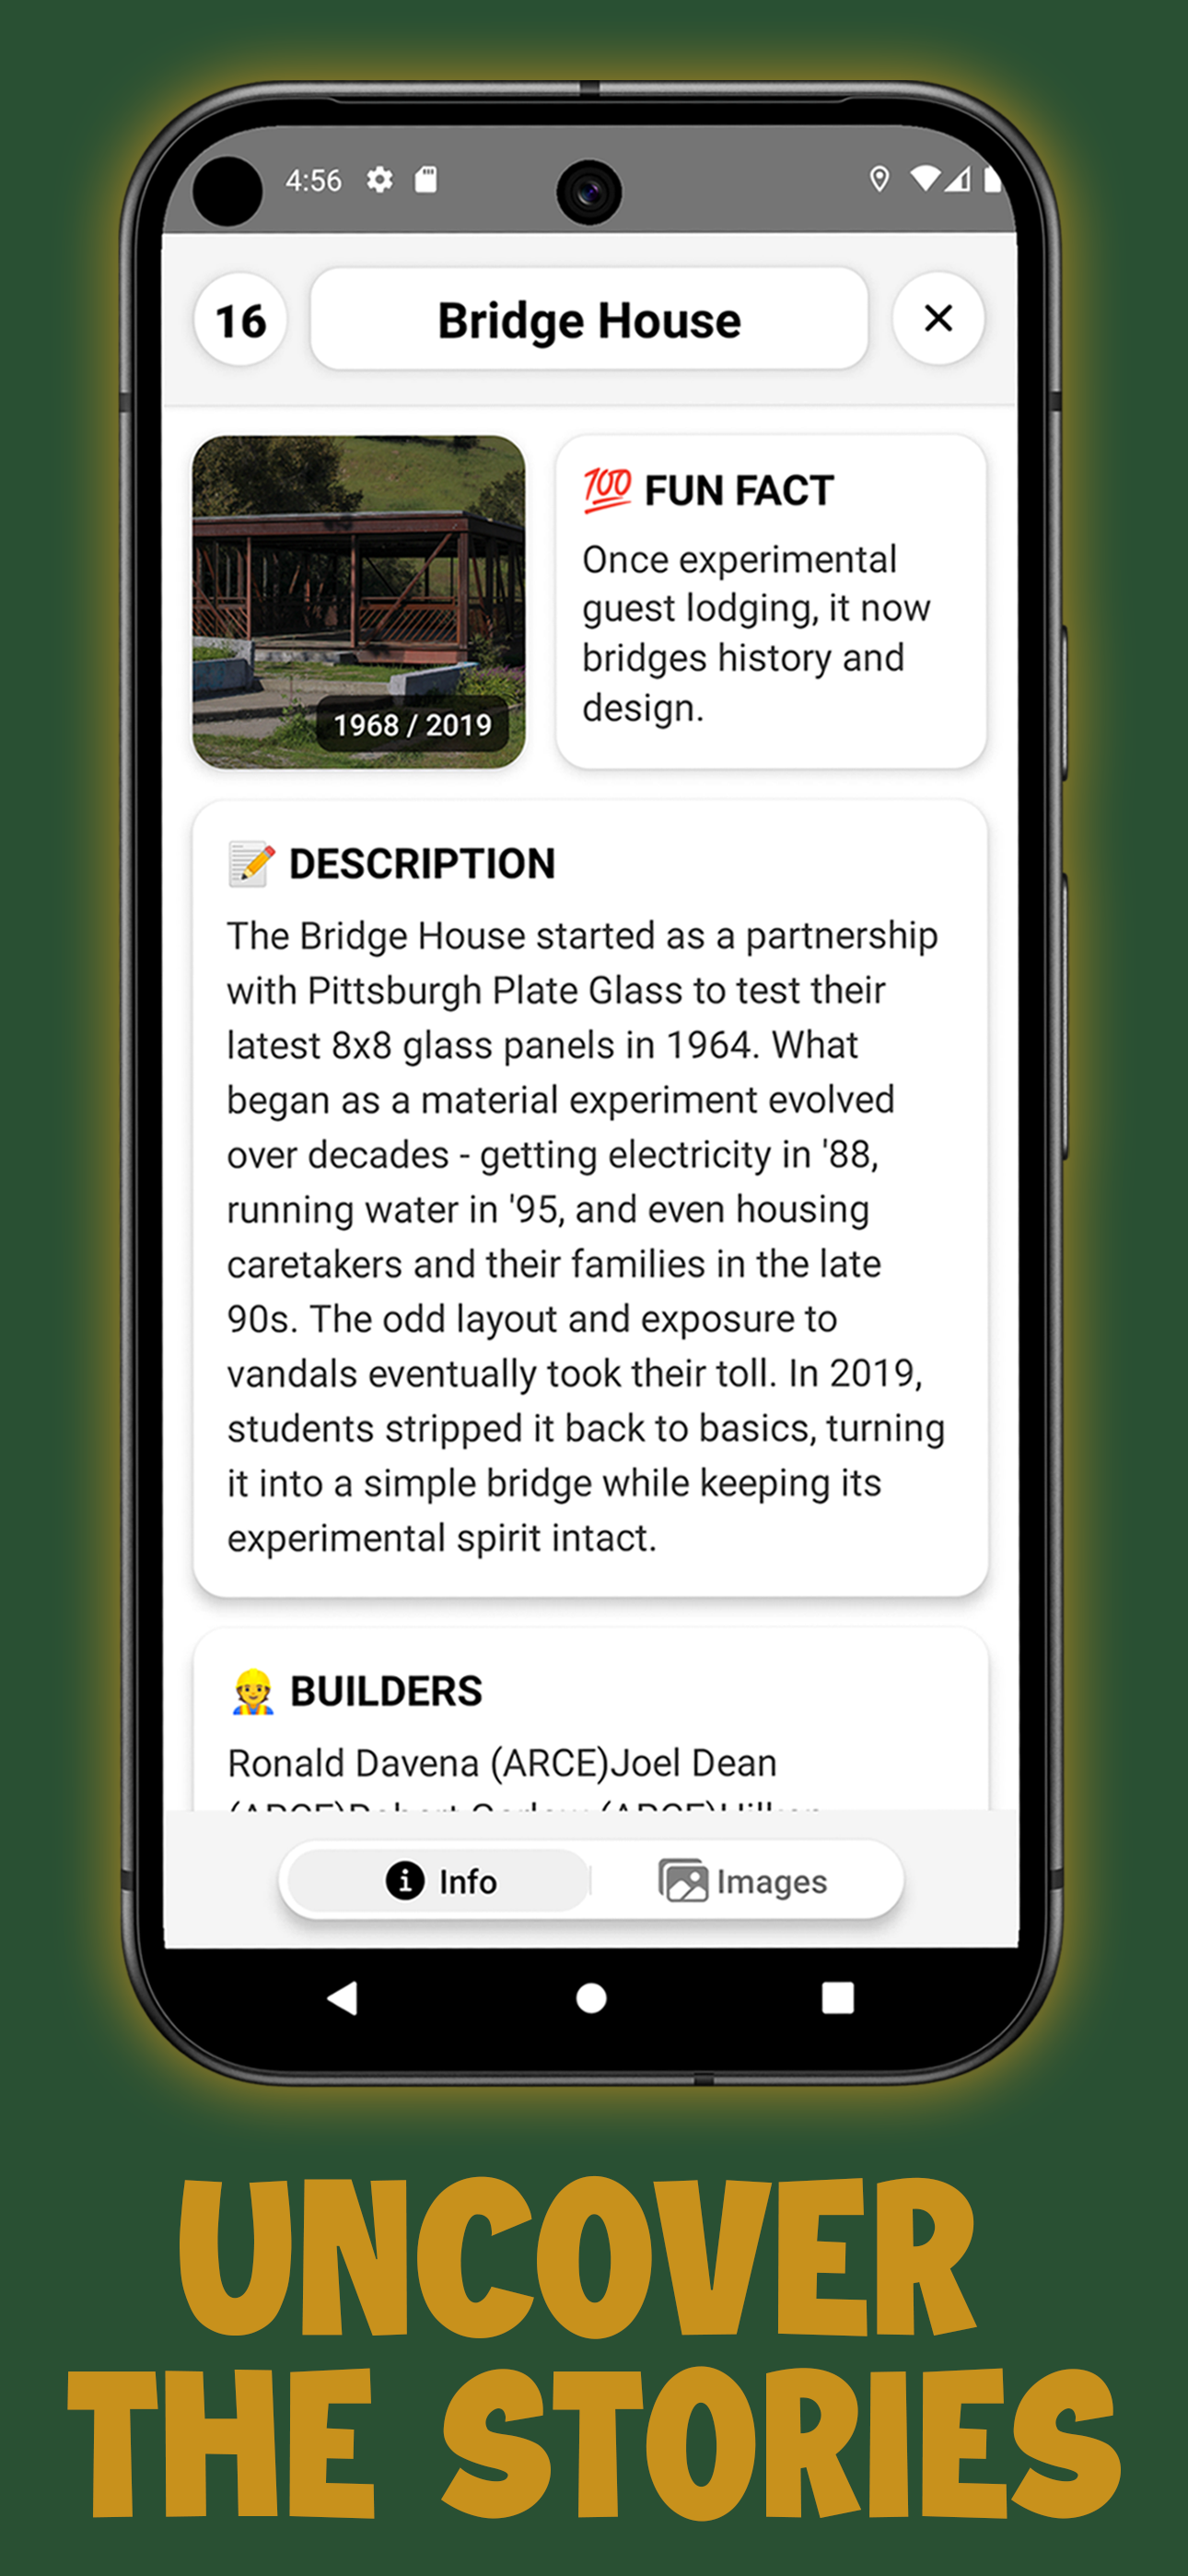 4:56
16
Bridge House
💯 FUN FACT
Once experimental
guest lodging, it now
bridges history and
design.
1968 / 2019
📝 DESCRIPTION
The Bridge House started as a partnership
with Pittsburgh Plate Glass to test their
latest 8x8 glass panels in 1964. What
began as a material experiment evolved
over decades - getting electricity in '88,
running water in '95, and even housing
caretakers and their families in the late
90s. The odd layout and exposure to
vandals eventually took their toll. In 2019,
students stripped it back to basics, turning
it into a simple bridge while keeping its
experimental spirit intact.
👷 BUILDERS
Ronald Davena (ARCE)Joel Dean
Info
Images
UNCOVER
THE STORIES